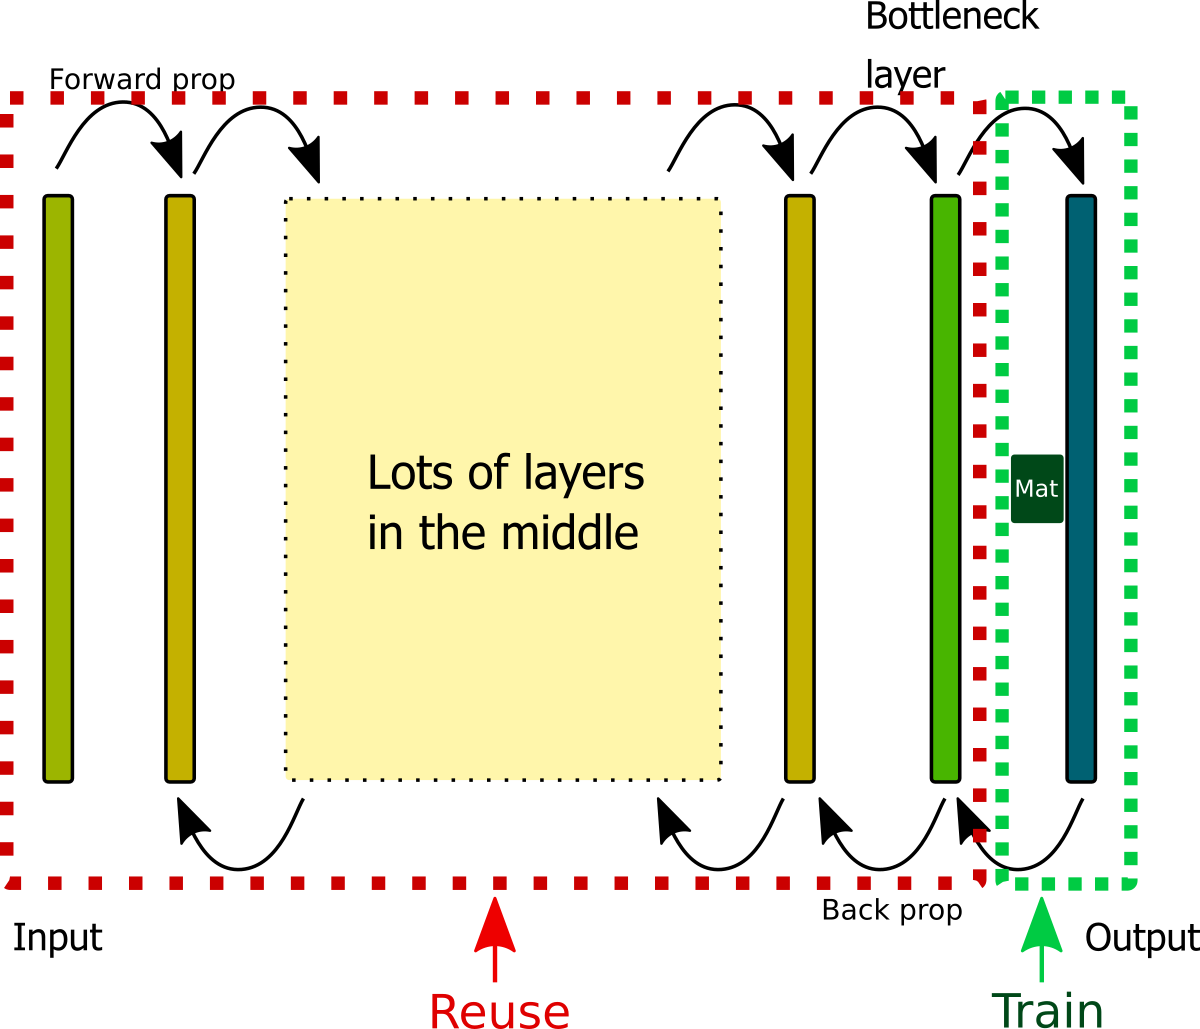 Bottleneck
layer
Forward prop
Lots of layers
in the middle
Mat
Back prop
Input
Output
Reuse
Train